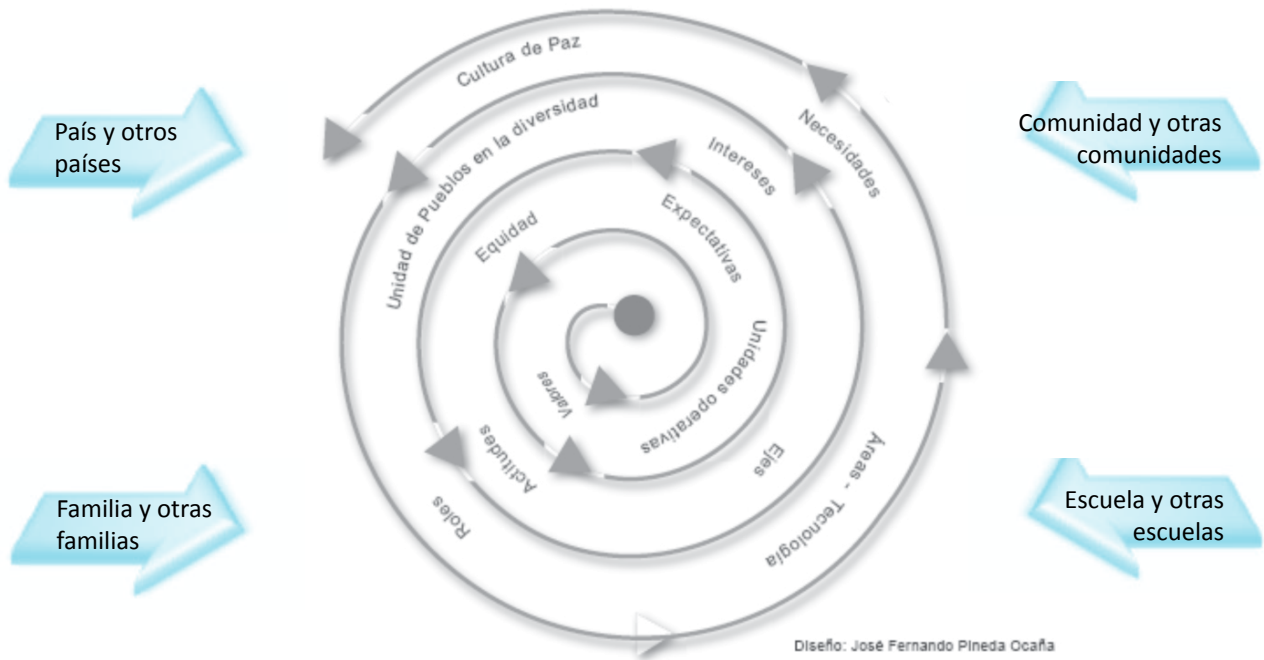 Cultura de Paz
País y otros
países
Comunidad y otras
comunidades
Necesidades
Unidad de Pueblos en la diversidad
Intereses
Equidad
Expectativas
Valores
Unidades operativas
Actitudes
Ejes
Roles
Áreas - Tecnología
Familia y otras
familias
Escuela y otras
escuelas
Diseño: José Fernando Pineda Ocaña